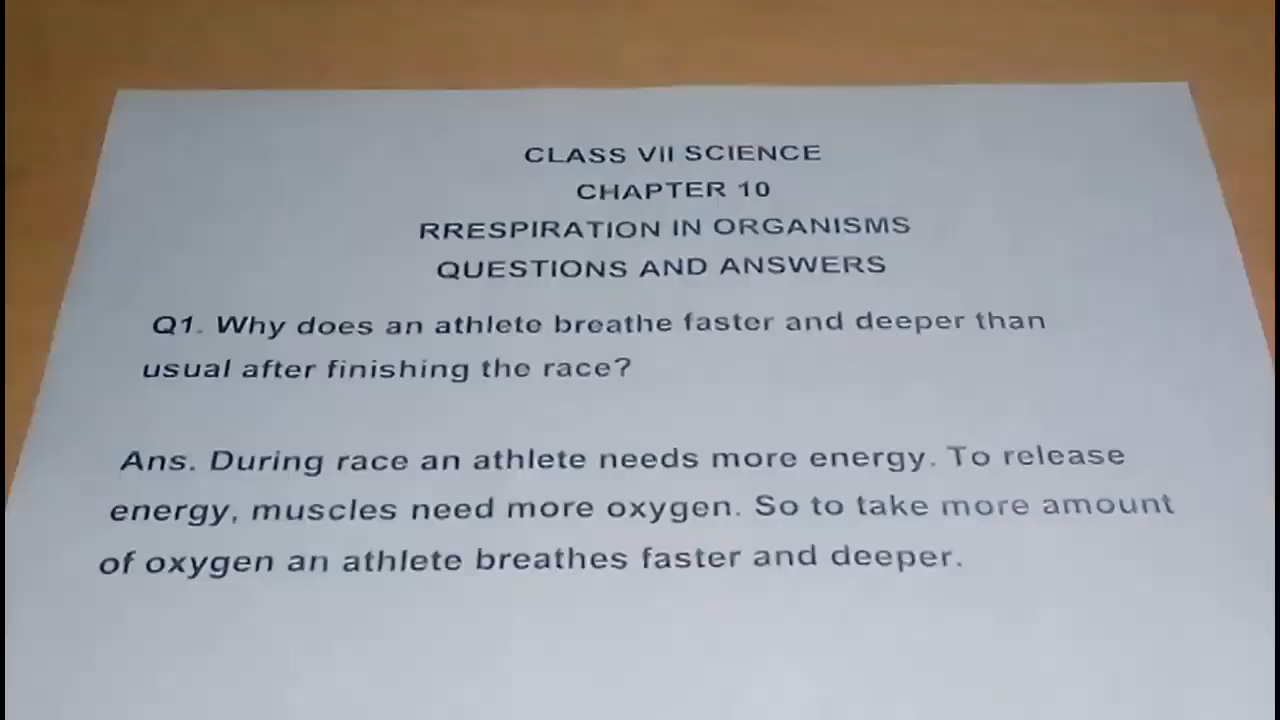 CLASS VII SCIENCE
CHAPTER 10
RRESPIRATION IN ORGANISMS
QUESTIONS AND ANSWERS
Q1. Why does an athlete breathe faster and deeper than
usual after finishing the race?
Ans. During race an athlete needs more energy. To release
energy, muscles need more oxygen. So to take more amount
of oxygen an athlete breathes faster and deeper.